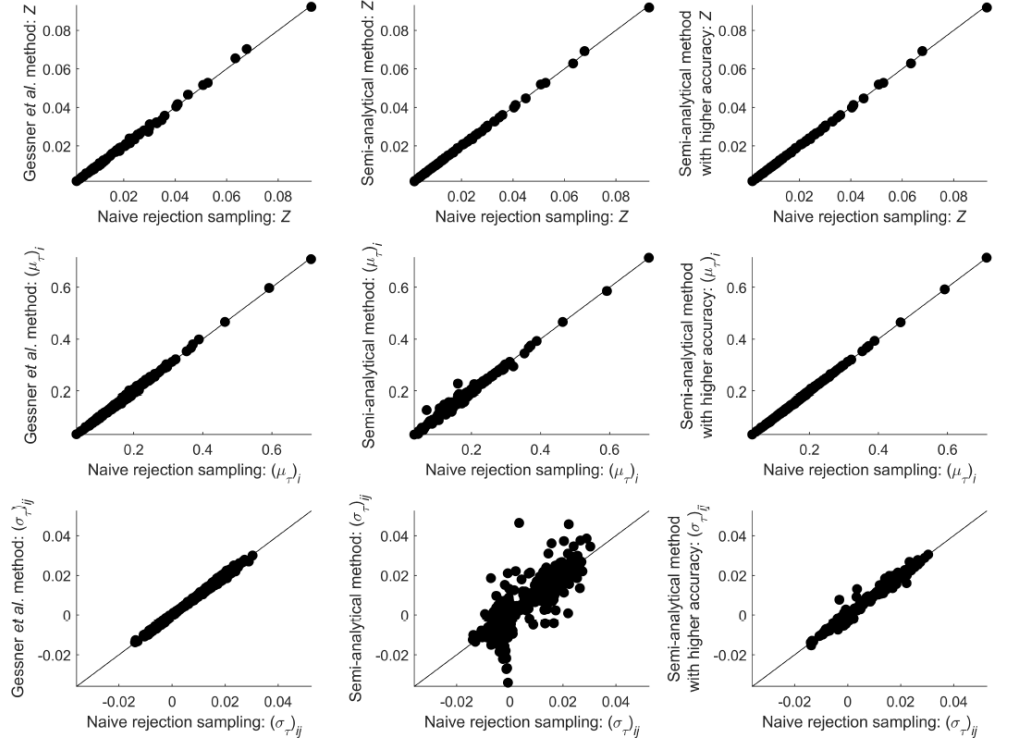 Gessner et al. method: Z
0.08
0.06
0.04
0.02
0.02 0.04 0.06 0.08
Naive rejection sampling: Z
Semi-analytical method: Z
0.08
0.06
0.04
0.02
0.02 0.04 0.06 0.08
Naive rejection sampling: Z
Semi-analytical method
with higher accuracy: Z
0.08
0.06
0.04
0.02
0.02 0.04 0.06 0.08
Naive rejection sampling: Z
Gessner et al. method: (μτ)i
0.6
0.4
0.2
0.2 0.4 0.6
Naive rejection sampling: (μτ)i
Semi-analytical method: (μτ)i
0.6
0.4
0.2
0.2 0.4 0.6
Naive rejection sampling: (μτ)i
Semi-analytical method
with higher accuracy: (μτ)i
0.6
0.4
0.2
0.2 0.4 0.6
Naive rejection sampling: (μτ)i
Gessner et al. method: (στ)ij
0.04
0.02
0
-0.02
-0.02 0 0.02 0.04
Naive rejection sampling: (στ)ij
Semi-analytical method: (στ)ij
0.04
0.02
0
-0.02
-0.02 0 0.02 0.04
Naive rejection sampling: (στ)ij
Semi-analytical method
with higher accuracy: (στ)ij
0.04
0.02
0
-0.02
-0.02 0 0.02 0.04
Naive rejection sampling: (στ)ij